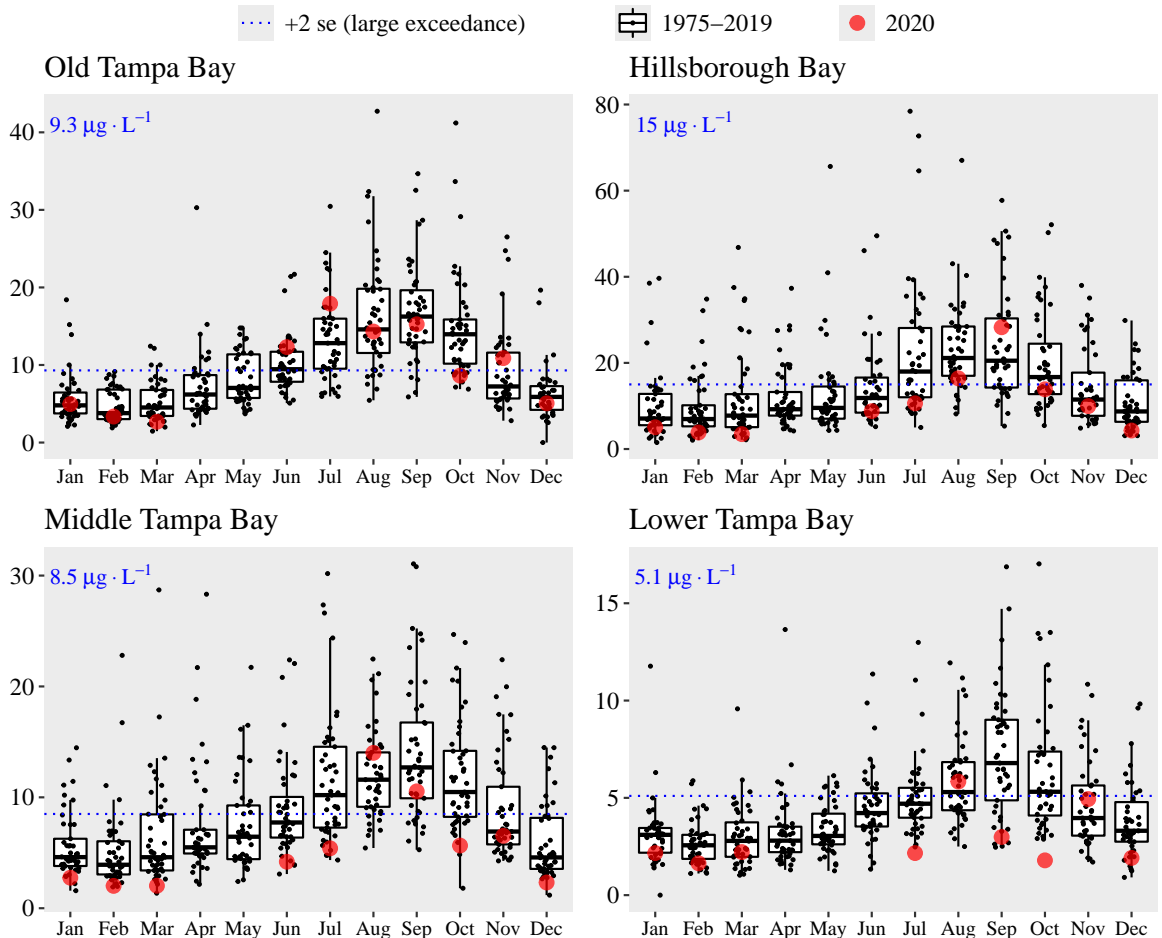 +2 se (large exceedance) 1975–2019 2020
Old Tampa Bay
9.3 μg · L⁻¹
40
30
20
10
0
Jan Feb Mar Apr May Jun Jul Aug Sep Oct Nov Dec
Hillsborough Bay
15 μg · L⁻¹
80
60
40
20
0
Jan Feb Mar Apr May Jun Jul Aug Sep Oct Nov Dec
Middle Tampa Bay
8.5 μg · L⁻¹
30
20
10
0
Jan Feb Mar Apr May Jun Jul Aug Sep Oct Nov Dec
Lower Tampa Bay
5.1 μg · L⁻¹
15
10
5
0
Jan Feb Mar Apr May Jun Jul Aug Sep Oct Nov Dec